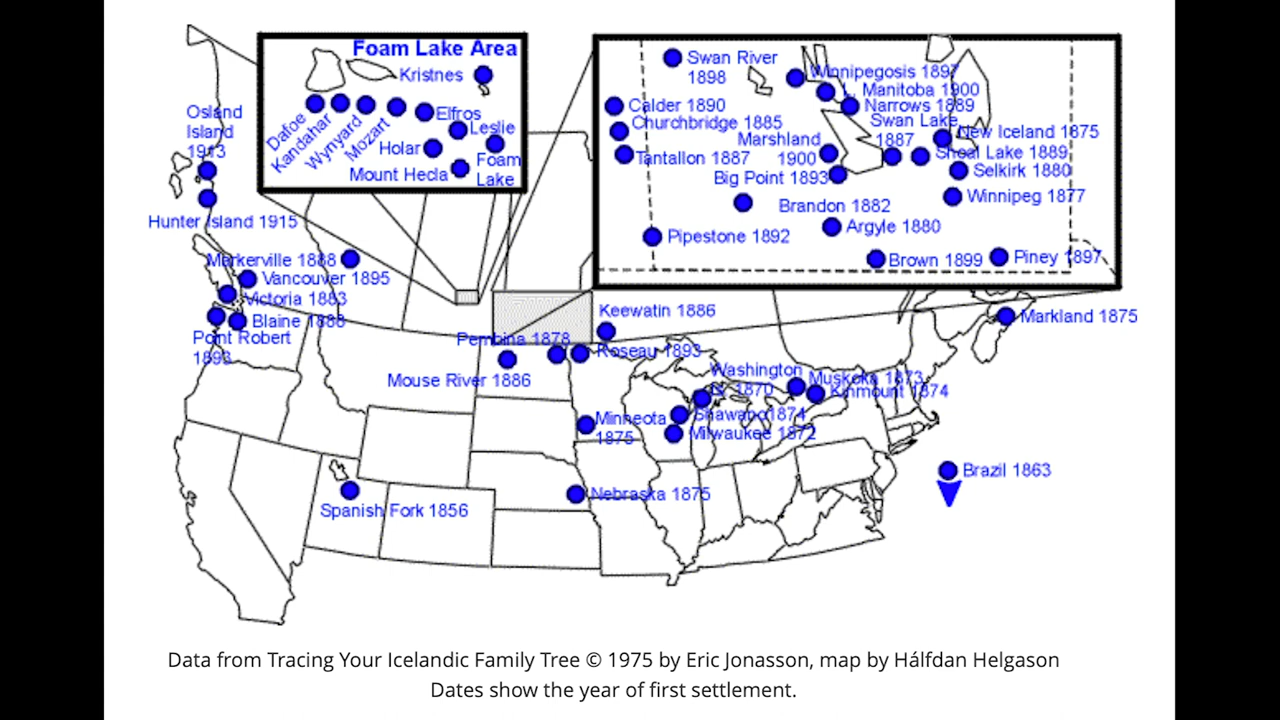 Foam Lake Area
Kristnes
Dafoe
Kandahar
Wynyard
Mozart
Elfros
Leslie
Holar
Foam
Lake
Mount Hecla
Swan River
1898
Winnipegosis 1897
Manitoba 1900
Calder 1890
Narrows 1889
Churchbridge 1885
Swan Lake
1887
New Iceland 1875
Marshland
1900
Tantallon 1887
Shoal Lake 1889
Big Point 1893
Selkirk 1880
Winnipeg 1877
Brandon 1882
Argyle 1880
Pipestone 1892
Brown 1899
Piney 1897
Osland
Island
1913
Hunter Island 1915
Markerville 1888
Vancouver 1895
Victoria 1883
Blaine 1888
Point Robert
1893
Keewatin 1886
Markland 1875
Pembina 1878
Roseau 1893
Mouse River 1886
Washington
Is 1870
Muskoka 1873
Kinmount 1874
Minneota
1875
Shawano 1874
Milwaukee 1872
Brazil 1863
Nebraska 1875
Spanish Fork 1856
Data from Tracing Your Icelandic Family Tree © 1975 by Eric Jonasson, map by Hálfdan Helgason
Dates show the year of first settlement.